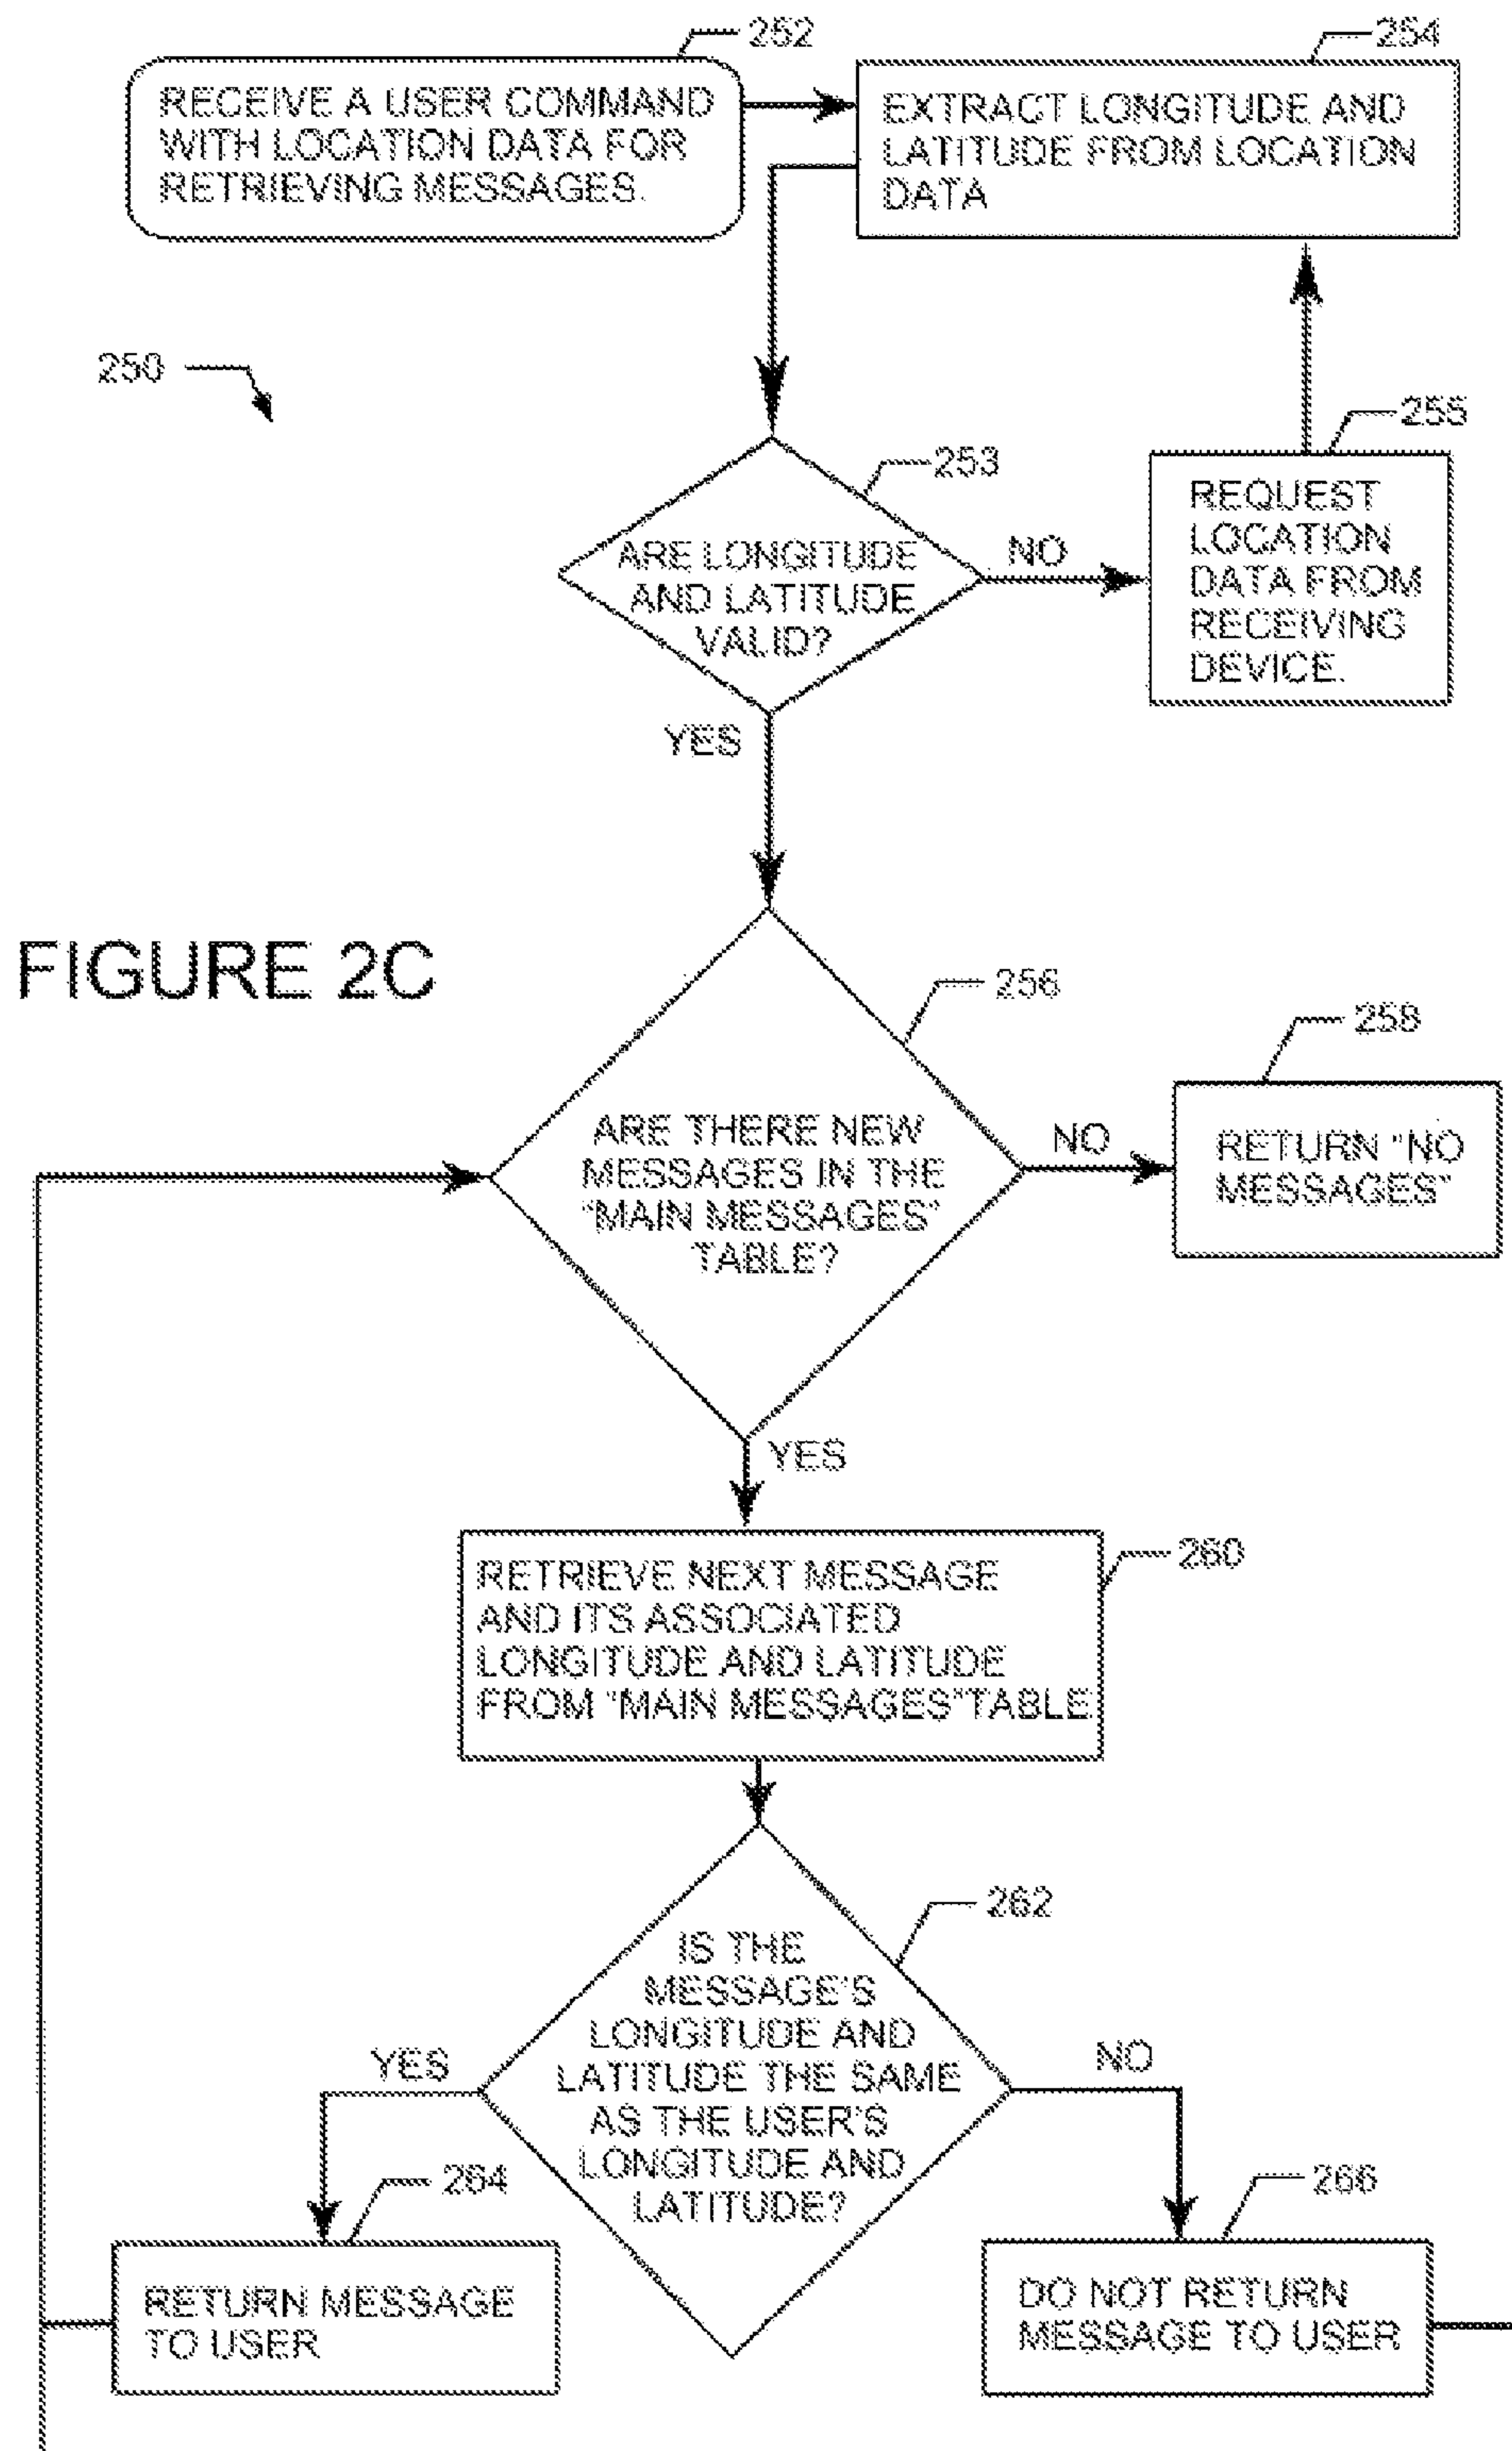 252
RECEIVE A USER COMMAND
WITH LOCATION DATA FOR
RETRIEVING MESSAGES.
254
EXTRACT LONGITUDE AND
LATITUDE FROM LOCATION
DATA
250
253
ARE LONGITUDE
AND LATITUDE
VALID?
NO
255
REQUEST
LOCATION
DATA FROM
RECEIVING
DEVICE.
YES
FIGURE 2C
256
ARE THERE NEW
MESSAGES IN THE
"MAIN MESSAGES"
TABLE?
NO
258
RETURN "NO
MESSAGES"
YES
260
RETRIEVE NEXT MESSAGE
AND ITS ASSOCIATED
LONGITUDE AND LATITUDE
FROM "MAIN MESSAGES"TABLE
262
IS THE
MESSAGE'S
LONGITUDE AND
LATITUDE THE SAME
AS THE USER'S
LONGITUDE AND
LATITUDE?
YES
NO
264
RETURN MESSAGE
TO USER
266
DO NOT RETURN
MESSAGE TO USER